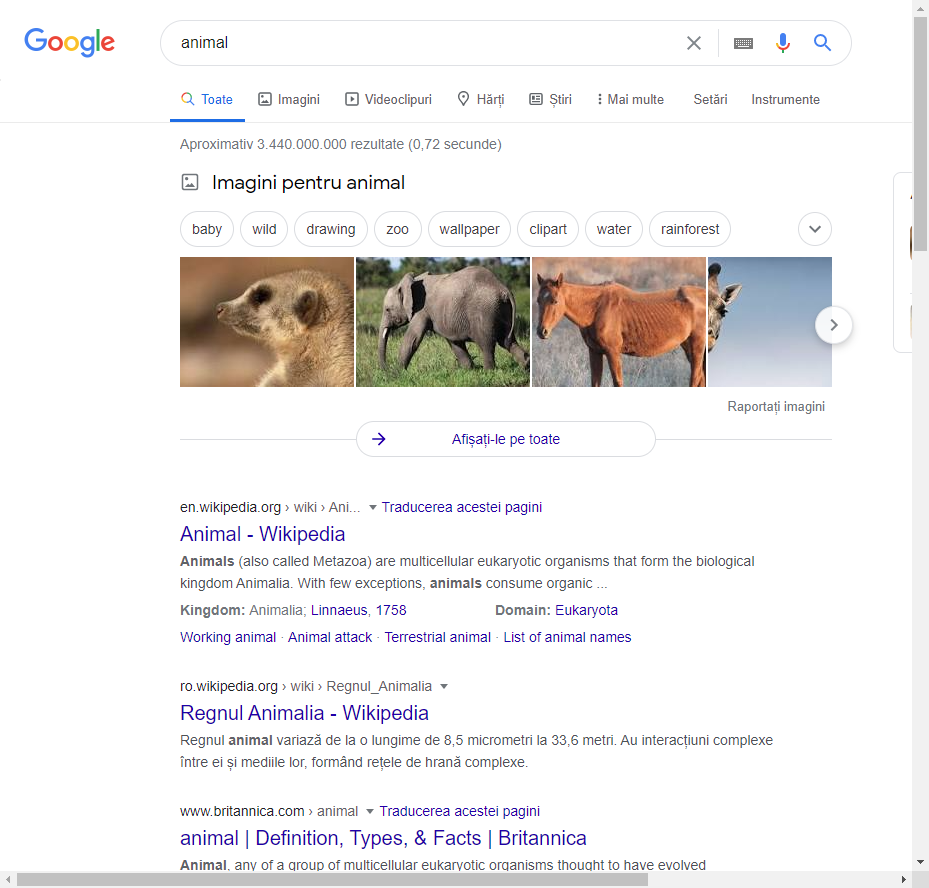 Google
animal
Toate Imagini Videoclipuri Hărți Știri Mai multe Setări Instrumente
Aproximativ 3.440.000.000 rezultate (0,72 secunde)
Imagini pentru animal
baby wild drawing zoo wallpaper clipart water rainforest
Raportați imagini
Afișați-le pe toate
en.wikipedia.org › wiki › Ani... Traducerea acestei pagini
Animal - Wikipedia
Animals (also called Metazoa) are multicellular eukaryotic organisms that form the biological
kingdom Animalia. With few exceptions, animals consume organic ...
Kingdom: Animalia; Linnaeus, 1758 Domain: Eukaryota
Working animal · Animal attack · Terrestrial animal · List of animal names
ro.wikipedia.org › wiki › Regnul_Animalia
Regnul Animalia - Wikipedia
Regnul animal variază de la o lungime de 8,5 micrometri la 33,6 metri. Au interacțiuni complexe
între ei și mediile lor, formând rețele de hrană complexe.
www.britannica.com › animal Traducerea acestei pagini
animal | Definition, Types, & Facts | Britannica
Animal, any of a group of multicellular eukaryotic organisms thought to have evolved